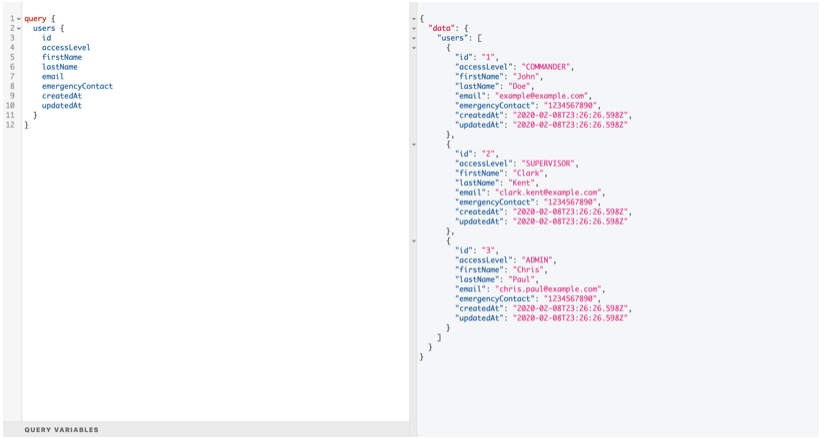 1 query {
2 users {
3 id
4 accessLevel
5 firstName
6 lastName
7 email
8 emergencyContact
9 createdAt
10 updatedAt
11 }
12 }
QUERY VARIABLES
{
"data": {
"users": [
{
"id": "1",
"accessLevel": "COMMANDER",
"firstName": "John",
"lastName": "Doe",
"email": "example@example.com",
"emergencyContact": "1234567890",
"createdAt": "2020-02-08T23:26:26.598Z",
"updatedAt": "2020-02-08T23:26:26.598Z"
},
{
"id": "2",
"accessLevel": "SUPERVISOR",
"firstName": "Clark",
"lastName": "Kent",
"email": "clark.kent@example.com",
"emergencyContact": "1234567890",
"createdAt": "2020-02-08T23:26:26.598Z",
"updatedAt": "2020-02-08T23:26:26.598Z"
},
{
"id": "3",
"accessLevel": "ADMIN",
"firstName": "Chris",
"lastName": "Paul",
"email": "chris.paul@example.com",
"emergencyContact": "1234567890",
"createdAt": "2020-02-08T23:26:26.598Z",
"updatedAt": "2020-02-08T23:26:26.598Z"
}
]
}
}